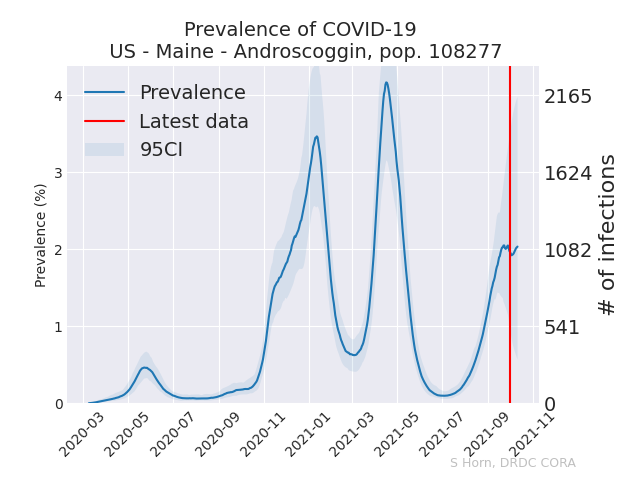 Prevalence of COVID-19
US - Maine - Androscoggin, pop. 108277
Prevalence
Latest data
95CI
Prevalence (%)
4
3
2
1
0
2165
1624
1082
541
0
# of infections
2020-03
2020-05
2020-07
2020-09
2020-11
2021-01
2021-03
2021-05
2021-07
2021-09
2021-11
S Horn, DRDC CORA